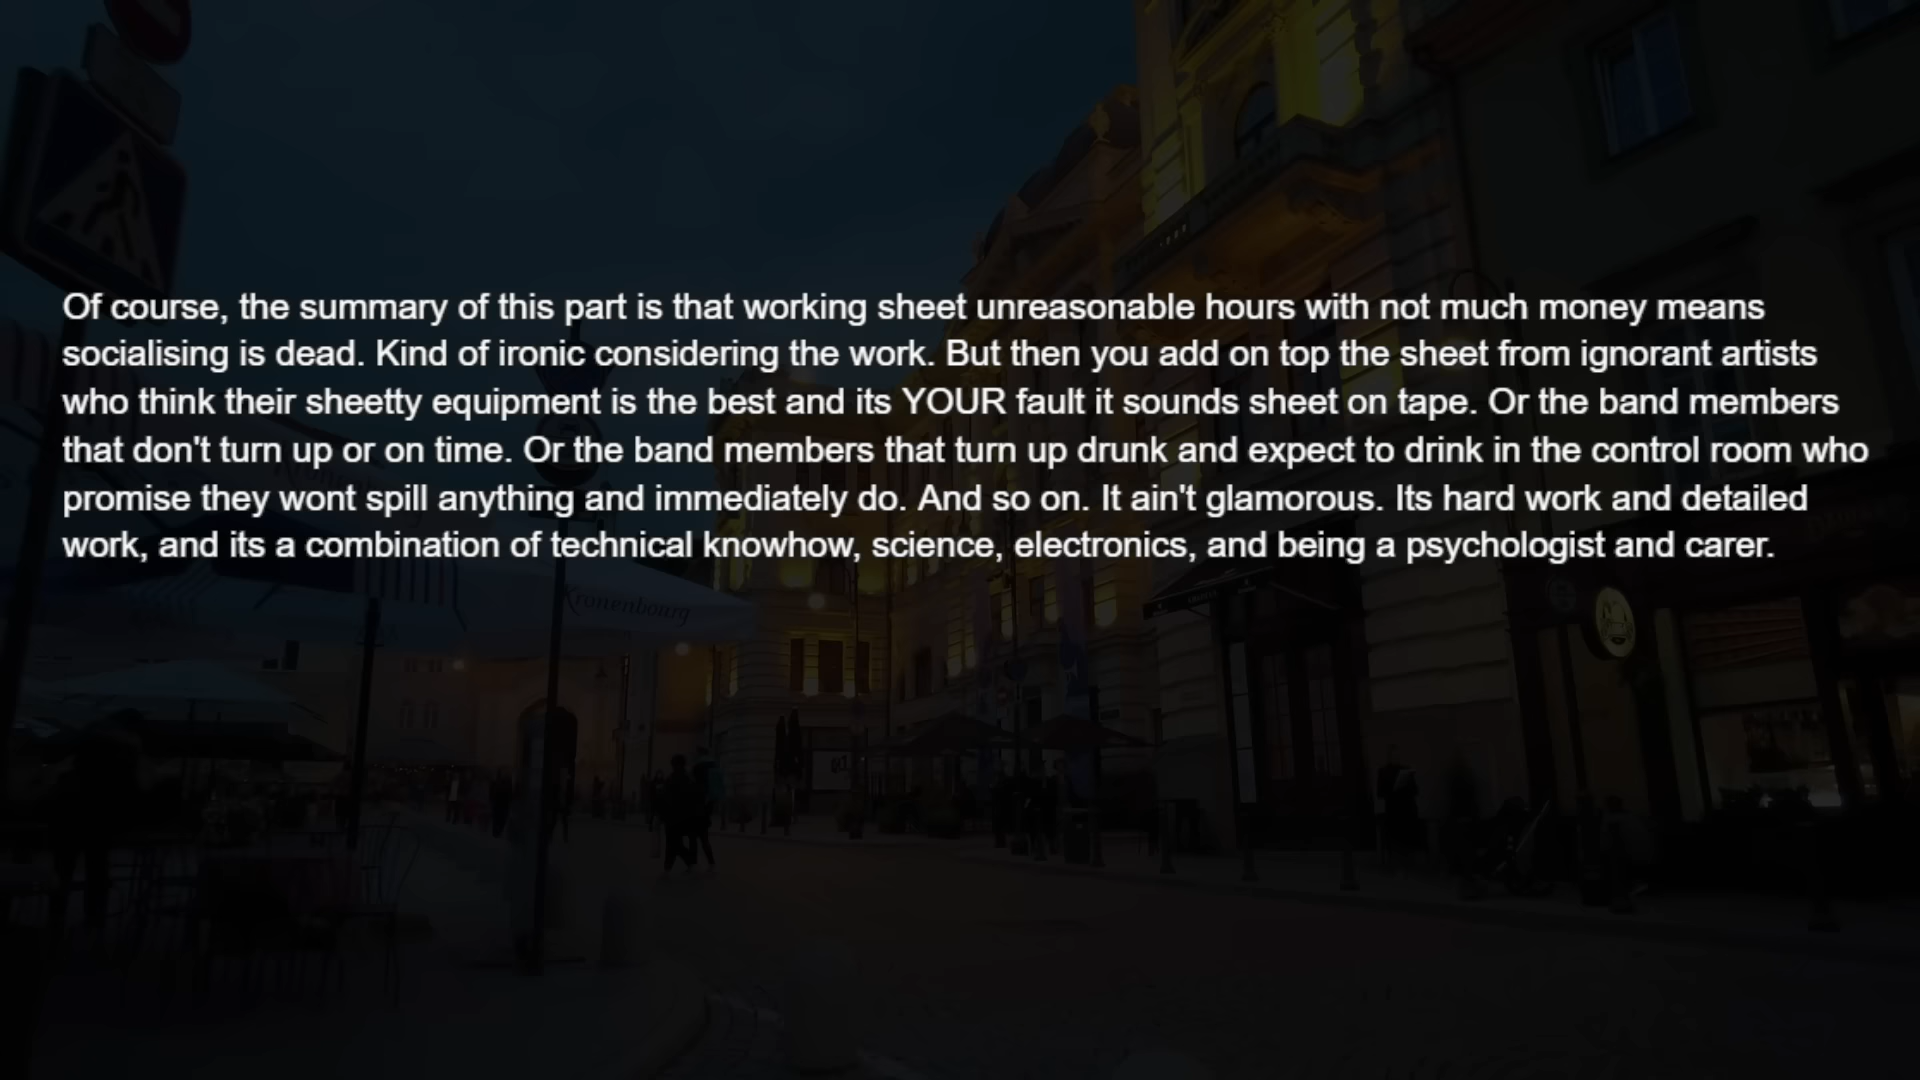 Of course, the summary of this part is that working sheet unreasonable hours with not much money means
socialising is dead. Kind of ironic considering the work. But then you add on top the sheet from ignorant artists
who think their sheetty equipment is the best and its YOUR fault it sounds sheet on tape. Or the band members
that don't turn up or on time. Or the band members that turn up drunk and expect to drink in the control room who
promise they wont spill anything and immediately do. And so on. It ain't glamorous. Its hard work and detailed
work, and its a combination of technical knowhow, science, electronics, and being a psychologist and carer.
Kronenbourg